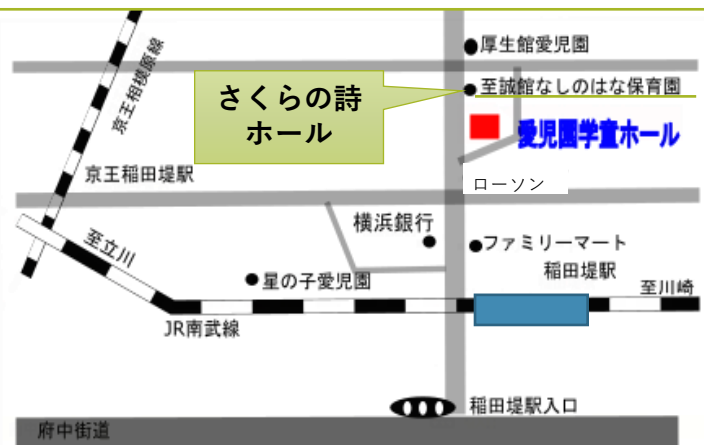 厚生館愛児園
京王相模原線
さくらの詩
ホール
至誠館なしのはな保育園
愛児園学童ホール
京王稲田堤駅
ローソン
横浜銀行
至立川
ファミリーマート
稲田堤駅
星の子愛児園
至川崎
JR南武線
稲田堤駅入口
府中街道